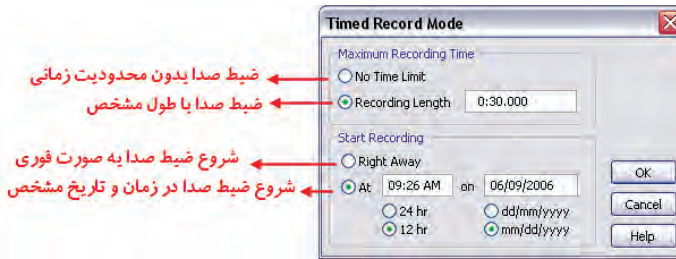 Timed Record Mode
Maximum Recording Time
ضبط صدا بدون محدودیت زمانی
No Time Limit
ضبط صدا با طول مشخص
Recording Length 0:30.000
Start Recording
شروع ضبط صدا به صورت فوری
Right Away
شروع ضبط صدا در زمان و تاریخ مشخص
At 09:26 AM on 06/09/2006
24 hr dd/mm/yyyy
12 hr mm/dd/yyyy
OK
Cancel
Help